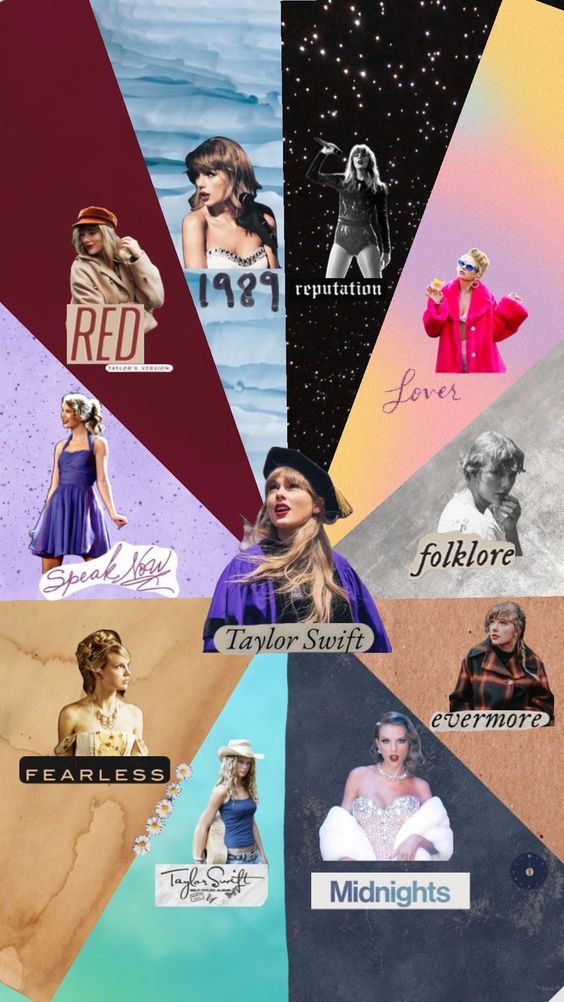 1989
reputation
RED
TAYLOR'S VERSION
Lover
folklore
Speak Now
Taylor Swift
evermore
FEARLESS
Taylor Swift
Midnights